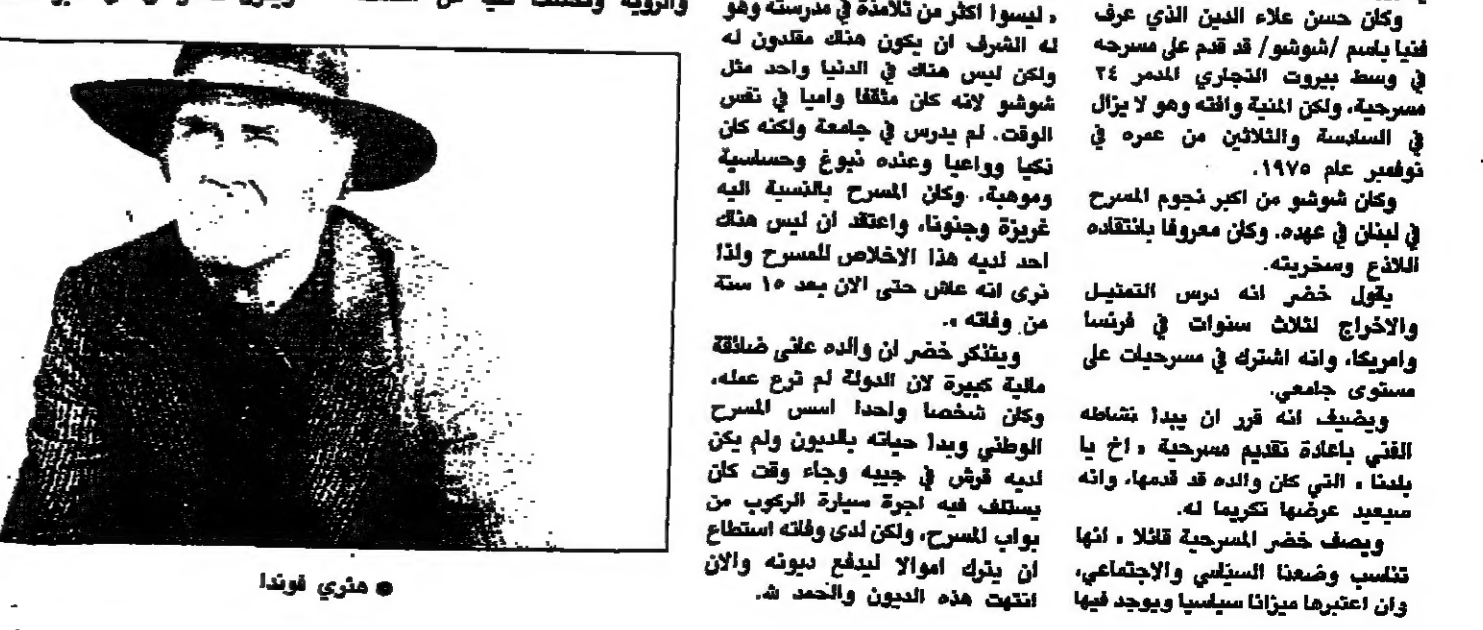 وكان حسن علاء الدين الذي عرف
فنيا باسم /شوشو/ قد قدم على مسرحه
في وسط بيروت التجاري المدمر ٢٤
مسرحية، ولكن المنية وافته وهو لا يزال
في السادسة والثلاثين من عمره في
نوفمبر عام ١٩٧٥.
وكان شوشو من اكبر نجوم المسرح
في لبنان في عهده. وكان معروفا بانتقاده
اللاذع وسخريته.
يقول خضر انه درس التمثيل
والاخراج لثلاث سنوات في فرنسا
وامريكا، وانه اشترك في مسرحيات على
مستوى جامعي.
ويضيف انه قرر ان يبدا نشاطه
الفني باعادة تقديم مسرحية « اخ يا
بلدنا » التي كان والده قد قدمها، وانه
سيعيد عرضها تكريما له.
ويصف خضر المسرحية قائلا « انها
تناسب وضعنا السياسي والاجتماعي،
وان اعتبرها ميزانا سياسيا ويوجد فيها
« ليسوا اكثر من تلامذة في مدرسته وهو
له الشرف ان يكون هناك مقلدون له
ولكن ليس هناك في الدنيا واحد مثل
شوشو لانه كان مثقفا واميا في نفس
الوقت. لم يدرس في جامعة ولكنه كان
ذكيا وواعيا وعنده نبوغ وحساسية
وموهبة. وكان المسرح بالنسبة اليه
غريزة وجنونا، واعتقد ان ليس هناك
احد لديه هذا الاخلاص للمسرح ولذا
نرى انه عاش حتى الان بعد ١٥ سنة
من وفاته ».
ويتذكر خضر ان والده عانى ضائقة
مالية كبيرة لان الدولة لم ترع عمله.
وكان شخصا واحدا اسس المسرح
الوطني وبدا حياته بالديون ولم يكن
لديه قرش في جيبه وجاء وقت كان
يستلف فيه اجرة سيارة الركوب من
بواب المسرح، ولكن لدى وفاته استطاع
ان يترك اموالا ليدفع ديونه والان
انتهت هذه الديون والحمد لله.
● هنري فوندا